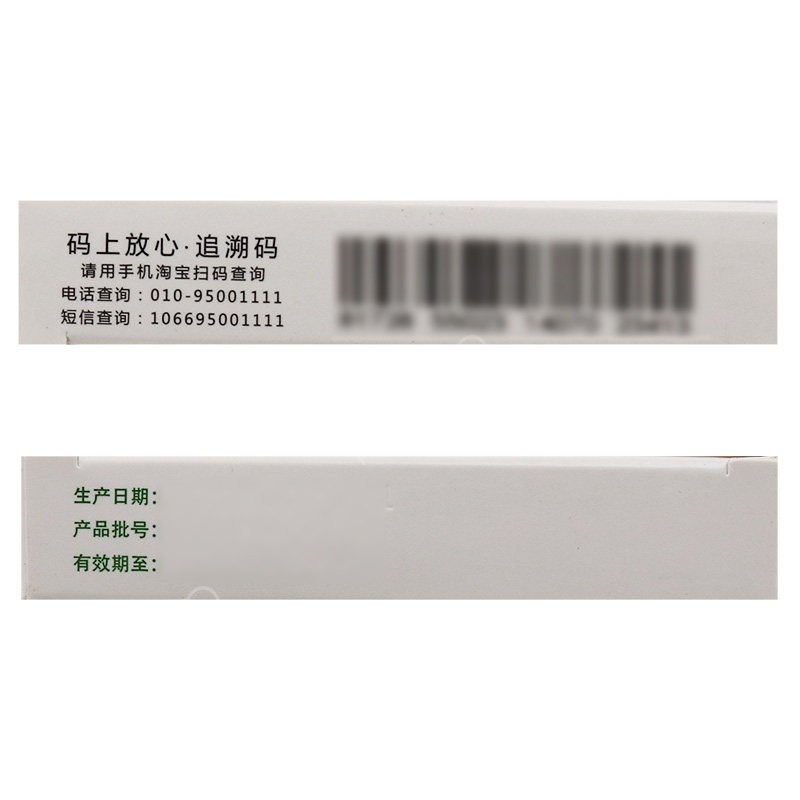 码上放心·追溯码
请用手机淘宝扫码查询
电话查询：010-95001111
短信查询：106695001111
生产日期：
产品批号：
有效期至：